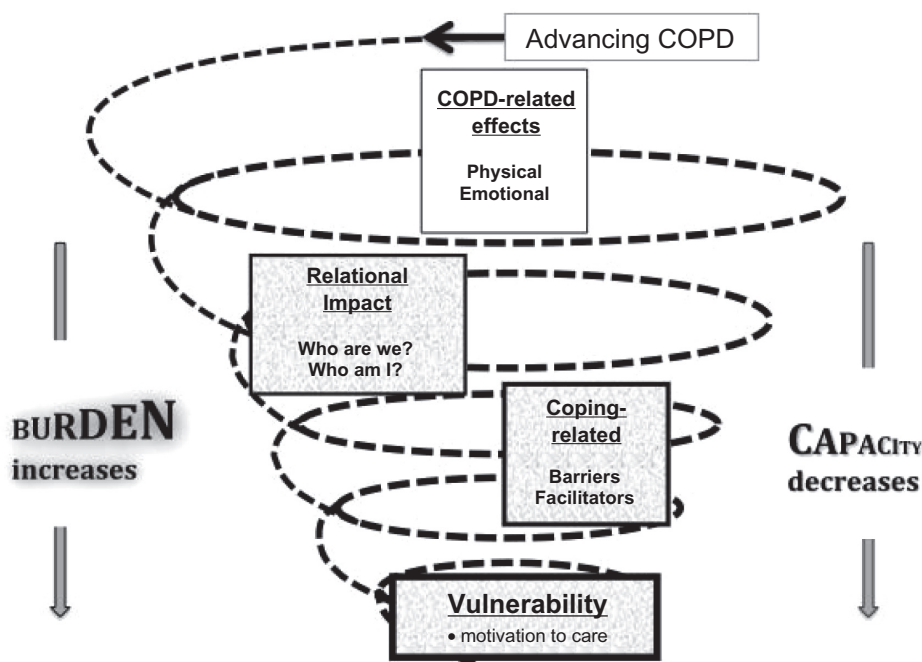 Advancing COPD
COPD-related
effects
Physical
Emotional
Relational
Impact
Who are we?
Who am I?
BURDEN
increases
Coping-
related
Barriers
Facilitators
CAPACITY
decreases
Vulnerability
• motivation to care